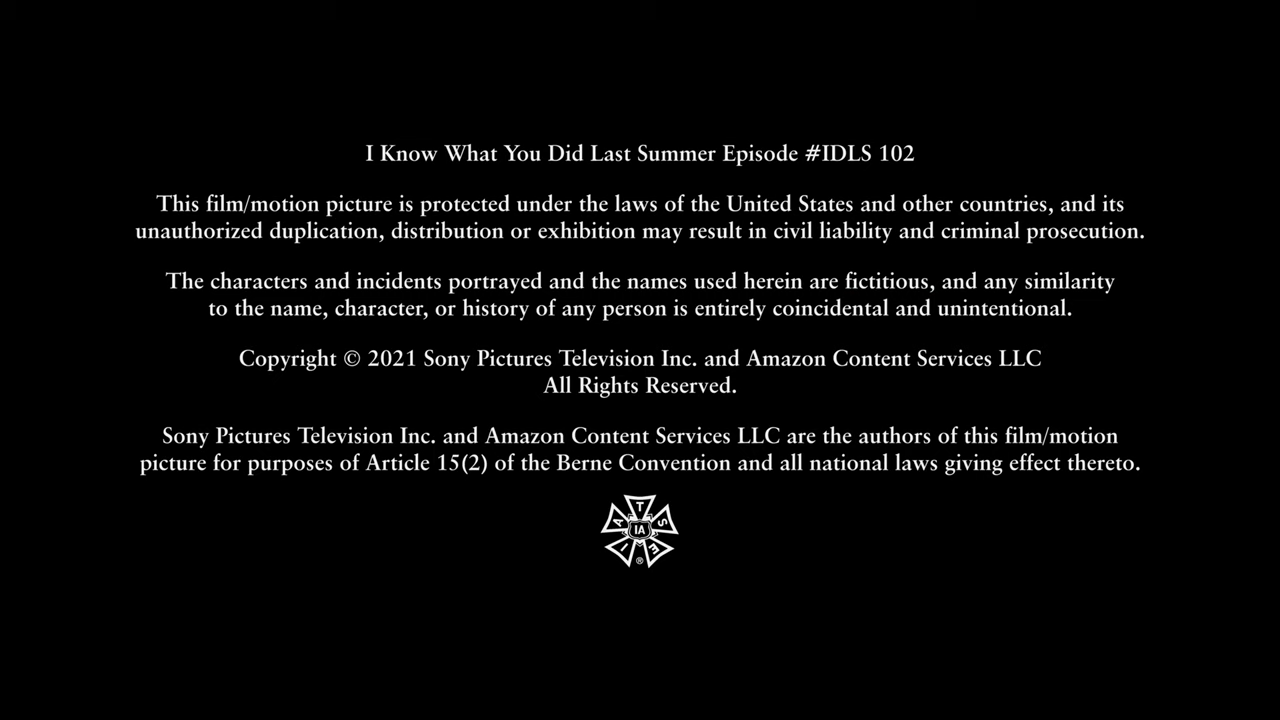 I Know What You Did Last Summer Episode #IDLS 102
This film/motion picture is protected under the laws of the United States and other countries, and its
unauthorized duplication, distribution or exhibition may result in civil liability and criminal prosecution.
The characters and incidents portrayed and the names used herein are fictitious, and any similarity
to the name, character, or history of any person is entirely coincidental and unintentional.
Copyright © 2021 Sony Pictures Television Inc. and Amazon Content Services LLC
All Rights Reserved.
Sony Pictures Television Inc. and Amazon Content Services LLC are the authors of this film/motion
picture for purposes of Article 15(2) of the Berne Convention and all national laws giving effect thereto.
I A T S E
IA
®